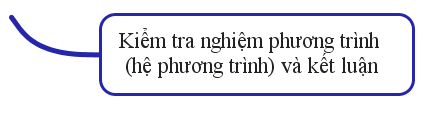 Kiểm tra nghiệm phương trình
(hệ phương trình) và kết luận